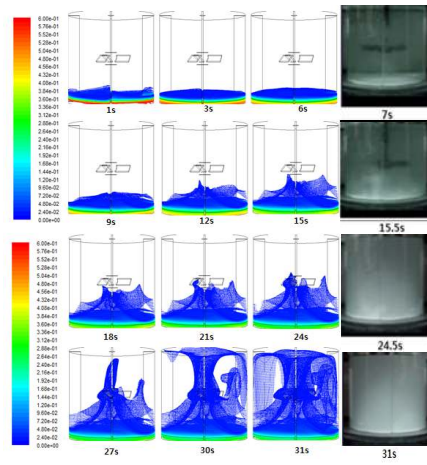 6.00e-01
5.76e-01
5.52e-01
5.28e-01
5.04e-01
4.80e-01
4.56e-01
4.32e-01
4.08e-01
3.84e-01
3.60e-01
3.36e-01
3.12e-01
2.88e-01
2.64e-01
2.40e-01
2.16e-01
1.92e-01
1.68e-01
1.44e-01
1.20e-01
9.60e-02
7.20e-02
4.80e-02
2.40e-02
0.00e+00
1s
3s
6s
7s
9s
12s
15s
15.5s
6.00e-01
5.76e-01
5.52e-01
5.28e-01
5.04e-01
4.80e-01
4.56e-01
4.32e-01
4.08e-01
3.84e-01
3.60e-01
3.36e-01
3.12e-01
2.88e-01
2.64e-01
2.40e-01
2.16e-01
1.92e-01
1.68e-01
1.44e-01
1.20e-01
9.60e-02
7.20e-02
4.80e-02
2.40e-02
0.00e+00
18s
21s
24s
24.5s
27s
30s
31s
31s